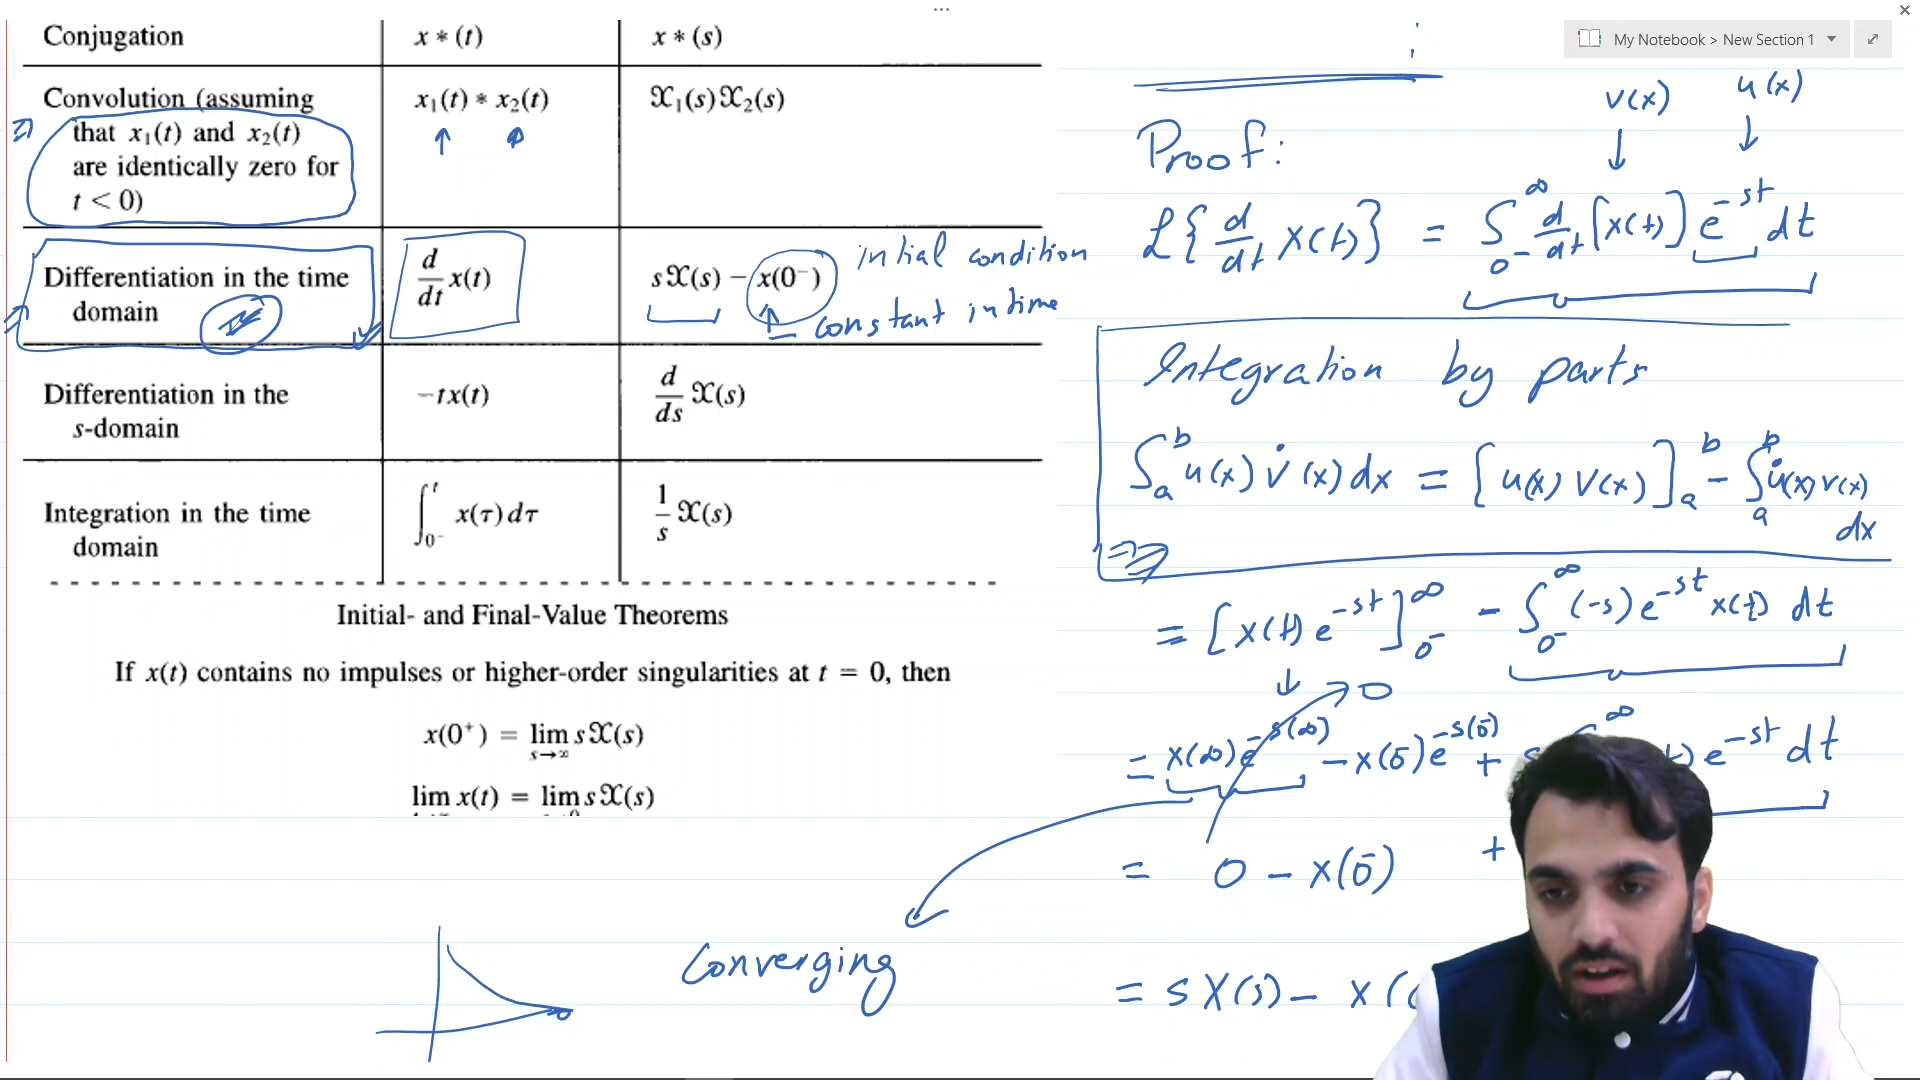 ...
My Notebook > New Section 1
Conjugation x * (t) x * (s)
Convolution (assuming that x₁(t) and x₂(t) are identically zero for t < 0) x₁(t) * x₂(t) 𝔛₁(s)𝔛₂(s)
Differentiation in the time domain d/dt x(t) s𝔛(s) − x(0⁻)
initial condition
constant in time
Differentiation in the s-domain −tx(t) d/ds 𝔛(s)
Integration in the time domain ∫₀₋ᵗ x(τ) dτ 1/s 𝔛(s)
Initial- and Final-Value Theorems
If x(t) contains no impulses or higher-order singularities at t = 0, then
x(0⁺) = lim s→∞ s𝔛(s)
lim x(t) = lim s𝔛(s)
Converging
v(x) u(x)
Proof:
ℒ{d/dt x(t)} = ∫₀₋^∞ d/dt [x(t)] e^(-st) dt
Integration by parts
∫ₐᵇ u(x) v̇(x) dx = [u(x) v(x)]ₐᵇ − ∫ₐᵇ u̇(x) v(x) dx
= [x(t) e^(-st)]₀₋^∞ − ∫₀₋^∞ (-s) e^(-st) x(t) dt
→ 0
= x(∞) e^(-s(∞)) − x(0⁻) e^(-s(0⁻)) + ∞ e^(-st) dt
= 0 − x(0⁻) +
= s X(s) − x(